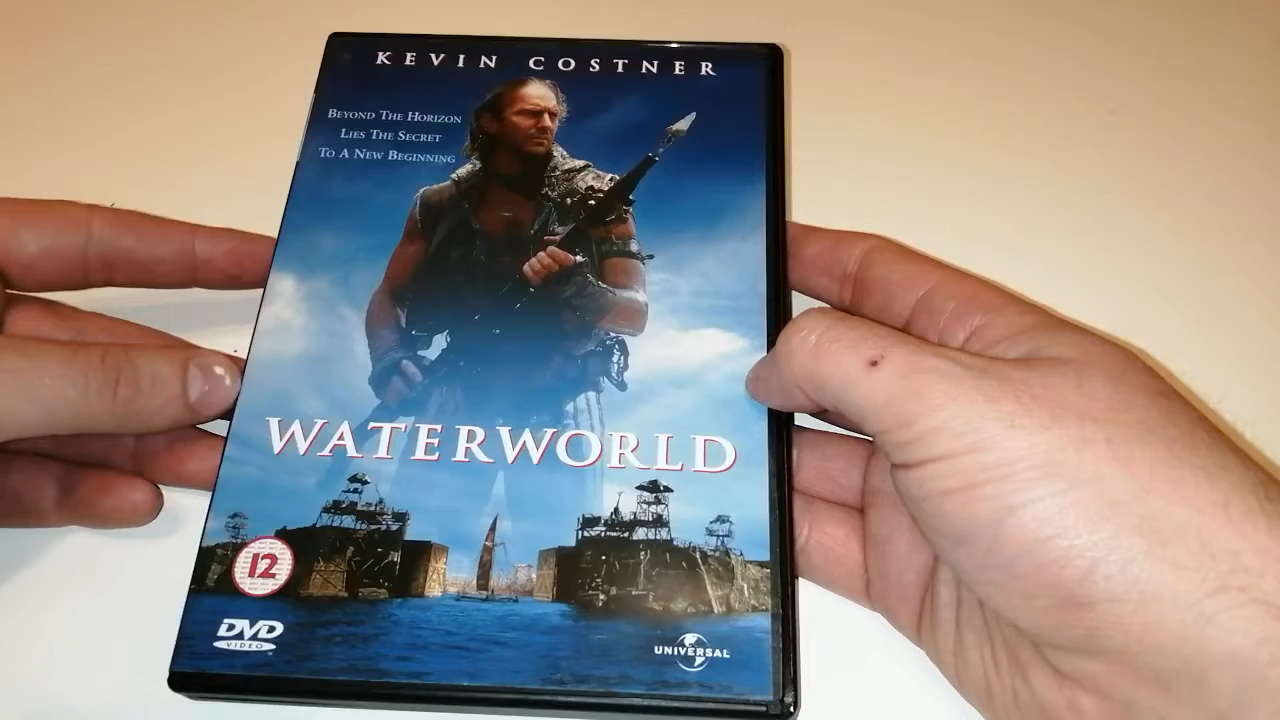 KEVIN COSTNER
BEYOND THE HORIZON
LIES THE SECRET
TO A NEW BEGINNING
WATERWORLD
12
DVD
VIDEO
UNIVERSAL